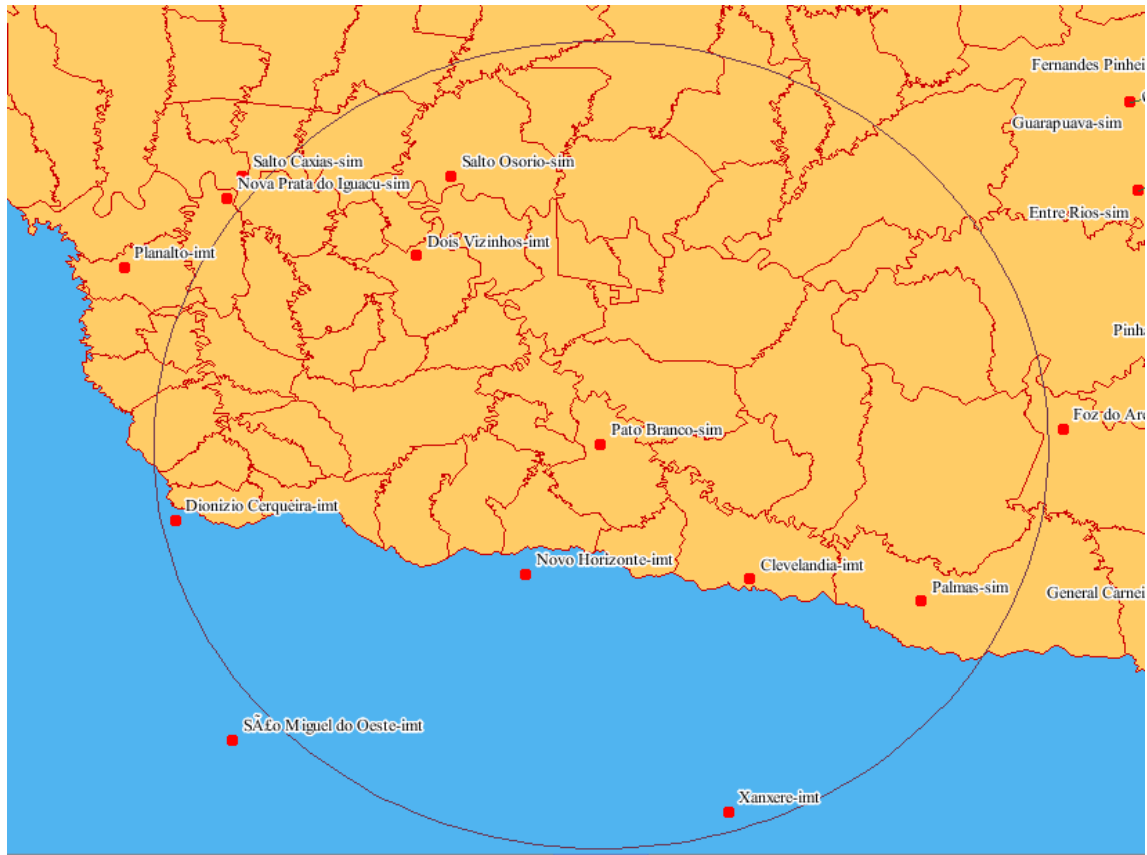 Fernandes Pinhei
Guarapuava-sim
Salto Caxias-sim
Salto Osorio-sim
Nova Prata do Iguacu-sim
Entre Rios-sim
Dois Vizinhos-imt
Planalto-imt
Pinha
Foz do Are
Pato Branco-sim
Dionizio Cerqueira-imt
Novo Horizonte-imt
Clevelandia-imt
Palmas-sim
General Carnei
SÃ£o Miguel do Oeste-imt
Xanxere-imt